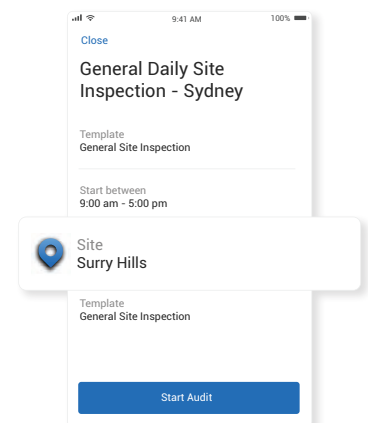 9:41 AM
100%
Close
General Daily Site
Inspection - Sydney
Template
General Site Inspection
Start between
9:00 am - 5:00 pm
Site
Surry Hills
Template
General Site Inspection
Start Audit